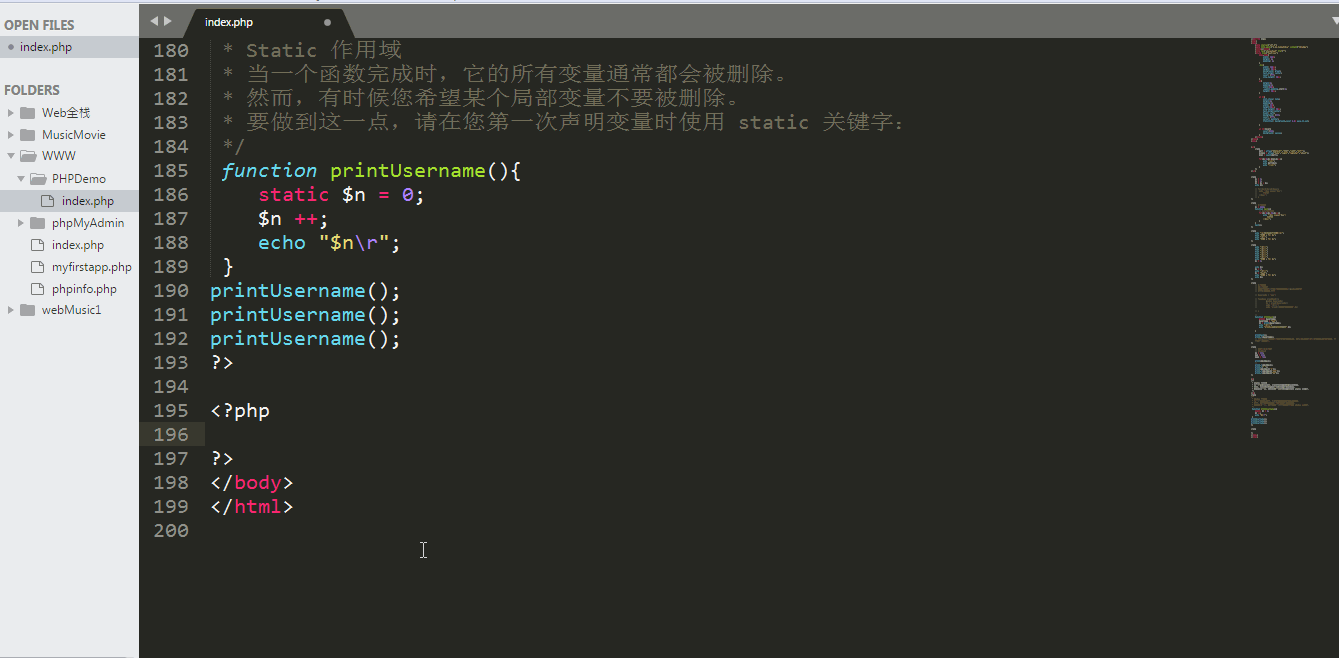 OPEN FILES
index.php
FOLDERS
Web全栈
MusicMovie
WWW
PHPDemo
index.php
phpMyAdmin
index.php
myfirstapp.php
phpinfo.php
webMusic1
index.php
180 * Static 作用域
181 * 当一个函数完成时，它的所有变量通常都会被删除。
182 * 然而，有时候您希望某个局部变量不要被删除。
183 * 要做到这一点，请在您第一次声明变量时使用 static 关键字：
184 */
185 function printUsername(){
186 static $n = 0;
187 $n ++;
188 echo "$n\r";
189 }
190 printUsername();
191 printUsername();
192 printUsername();
193 ?>
194
195 <?php
196
197 ?>
198 </body>
199 </html>
200